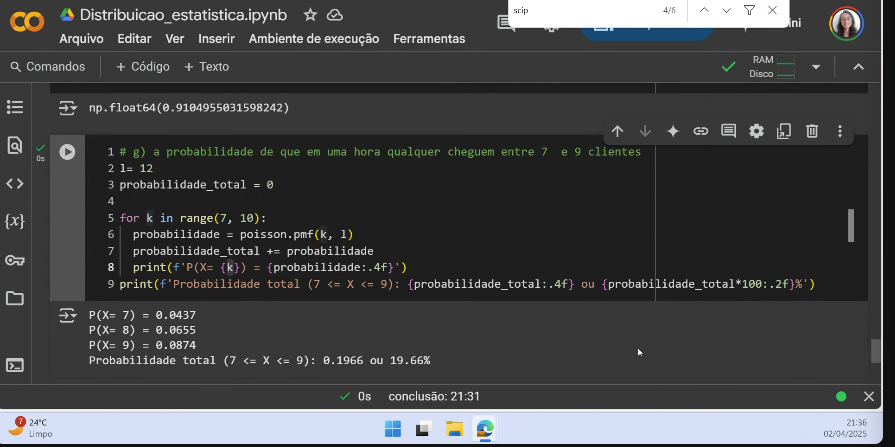 scip 4/6
Distribuicao_estatistica.ipynb
Arquivo Editar Ver Inserir Ambiente de execução Ferramentas
Comandos + Código + Texto
RAM
Disco
np.float64(0.9104955031598242)
0s
1 # g) a probabilidade de que em uma hora qualquer cheguem entre 7 e 9 clientes
2 l= 12
3 probabilidade_total = 0
4
5 for k in range(7, 10):
6 probabilidade = poisson.pmf(k, l)
7 probabilidade_total += probabilidade
8 print(f'P(X= {k}) = {probabilidade:.4f}')
9 print(f'Probabilidade total (7 <= X <= 9): {probabilidade_total:.4f} ou {probabilidade_total*100:.2f}%')
P(X= 7) = 0.0437
P(X= 8) = 0.0655
P(X= 9) = 0.0874
Probabilidade total (7 <= X <= 9): 0.1966 ou 19.66%
0s conclusão: 21:31
7
24°C
Limpo
21:36
02/04/2025